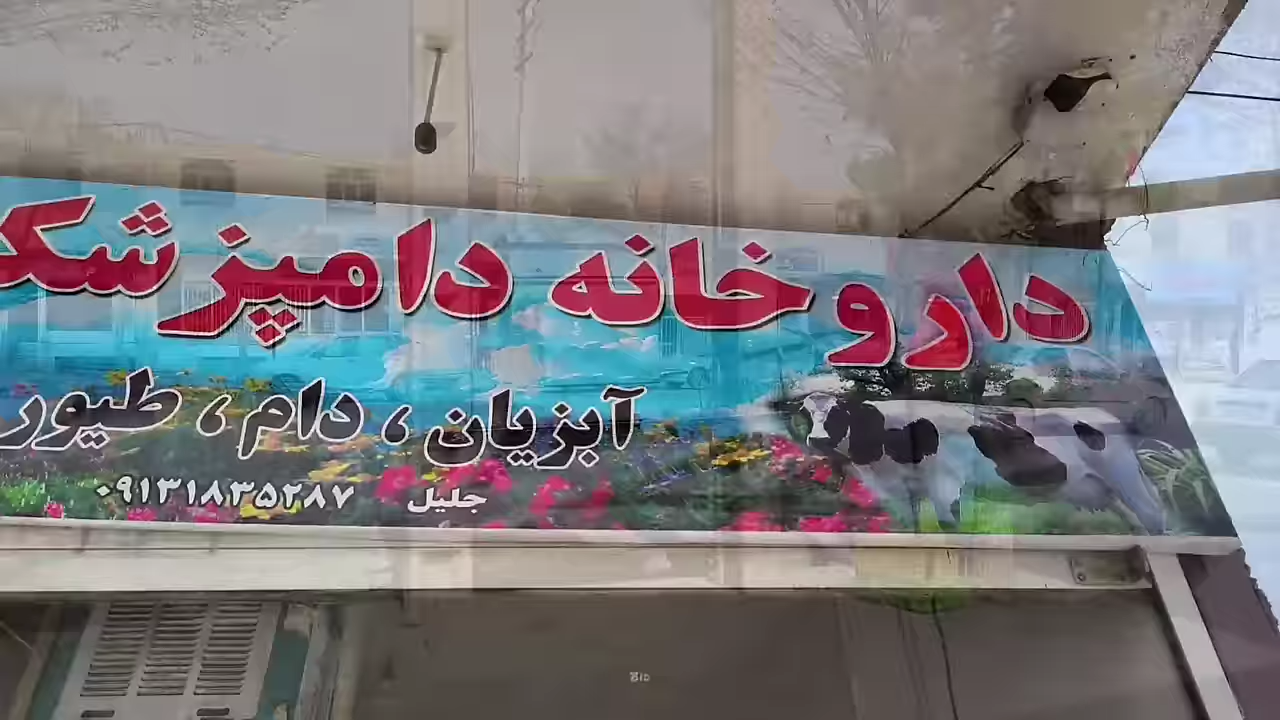 داروخانه دامپزشک
آبزیان ، دام ، طیور
جلیل ۰۹۱۳۱۸۳۵۲۸۷